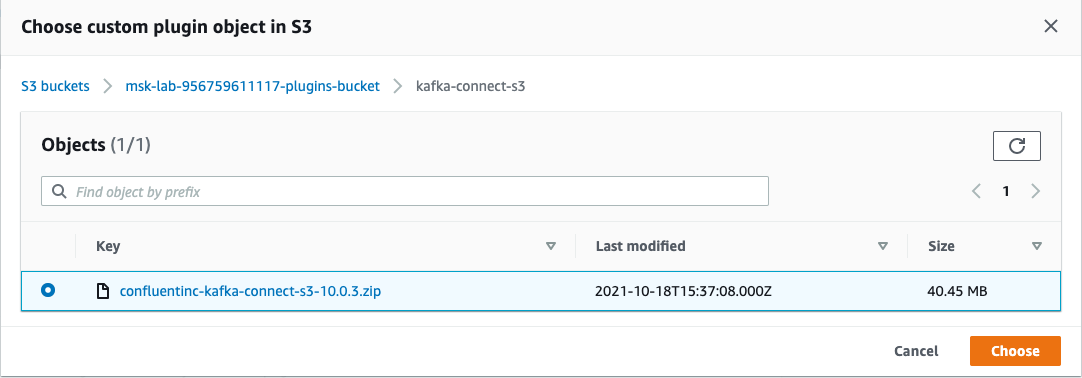 Choose custom plugin object in S3
S3 buckets > msk-lab-956759611117-plugins-bucket > kafka-connect-s3
Objects (1/1)
Find object by prefix
1
Key Last modified Size
confluentinc-kafka-connect-s3-10.0.3.zip 2021-10-18T15:37:08.000Z 40.45 MB
Cancel Choose